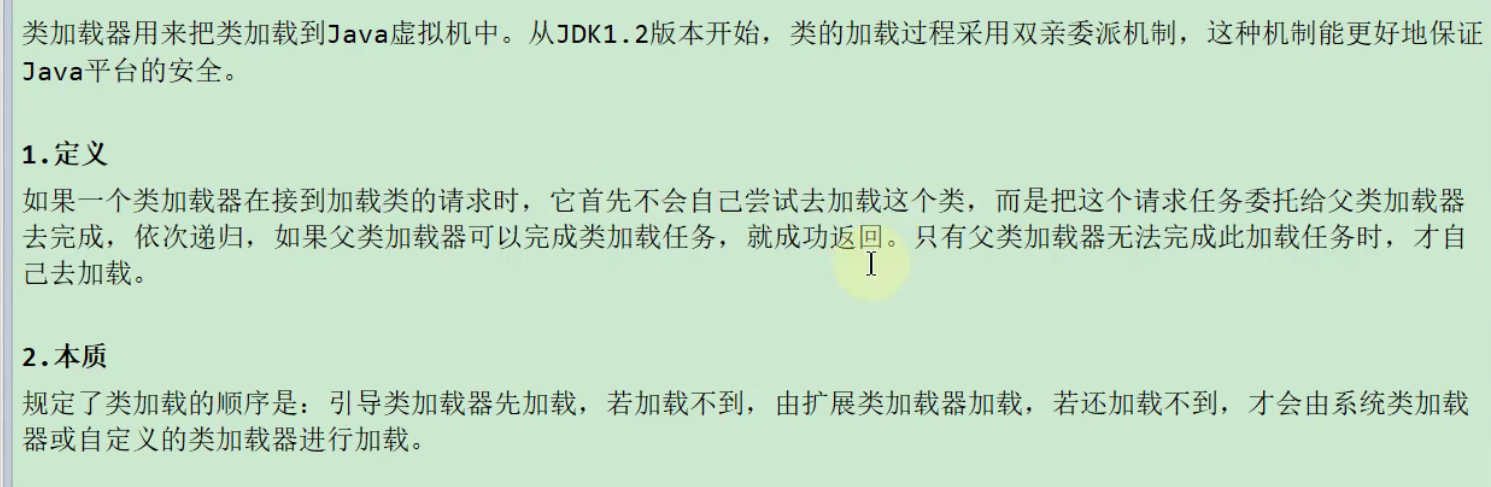 类加载器用来把类加载到Java虚拟机中。从JDK1.2版本开始，类的加载过程采用双亲委派机制，这种机制能更好地保证
Java平台的安全。
1.定义
如果一个类加载器在接到加载类的请求时，它首先不会自己尝试去加载这个类，而是把这个请求任务委托给父类加载器
去完成，依次递归，如果父类加载器可以完成类加载任务，就成功返回。只有父类加载器无法完成此加载任务时，才自
己去加载。
2.本质
规定了类加载的顺序是：引导类加载器先加载，若加载不到，由扩展类加载器加载，若还加载不到，才会由系统类加载
器或自定义的类加载器进行加载。